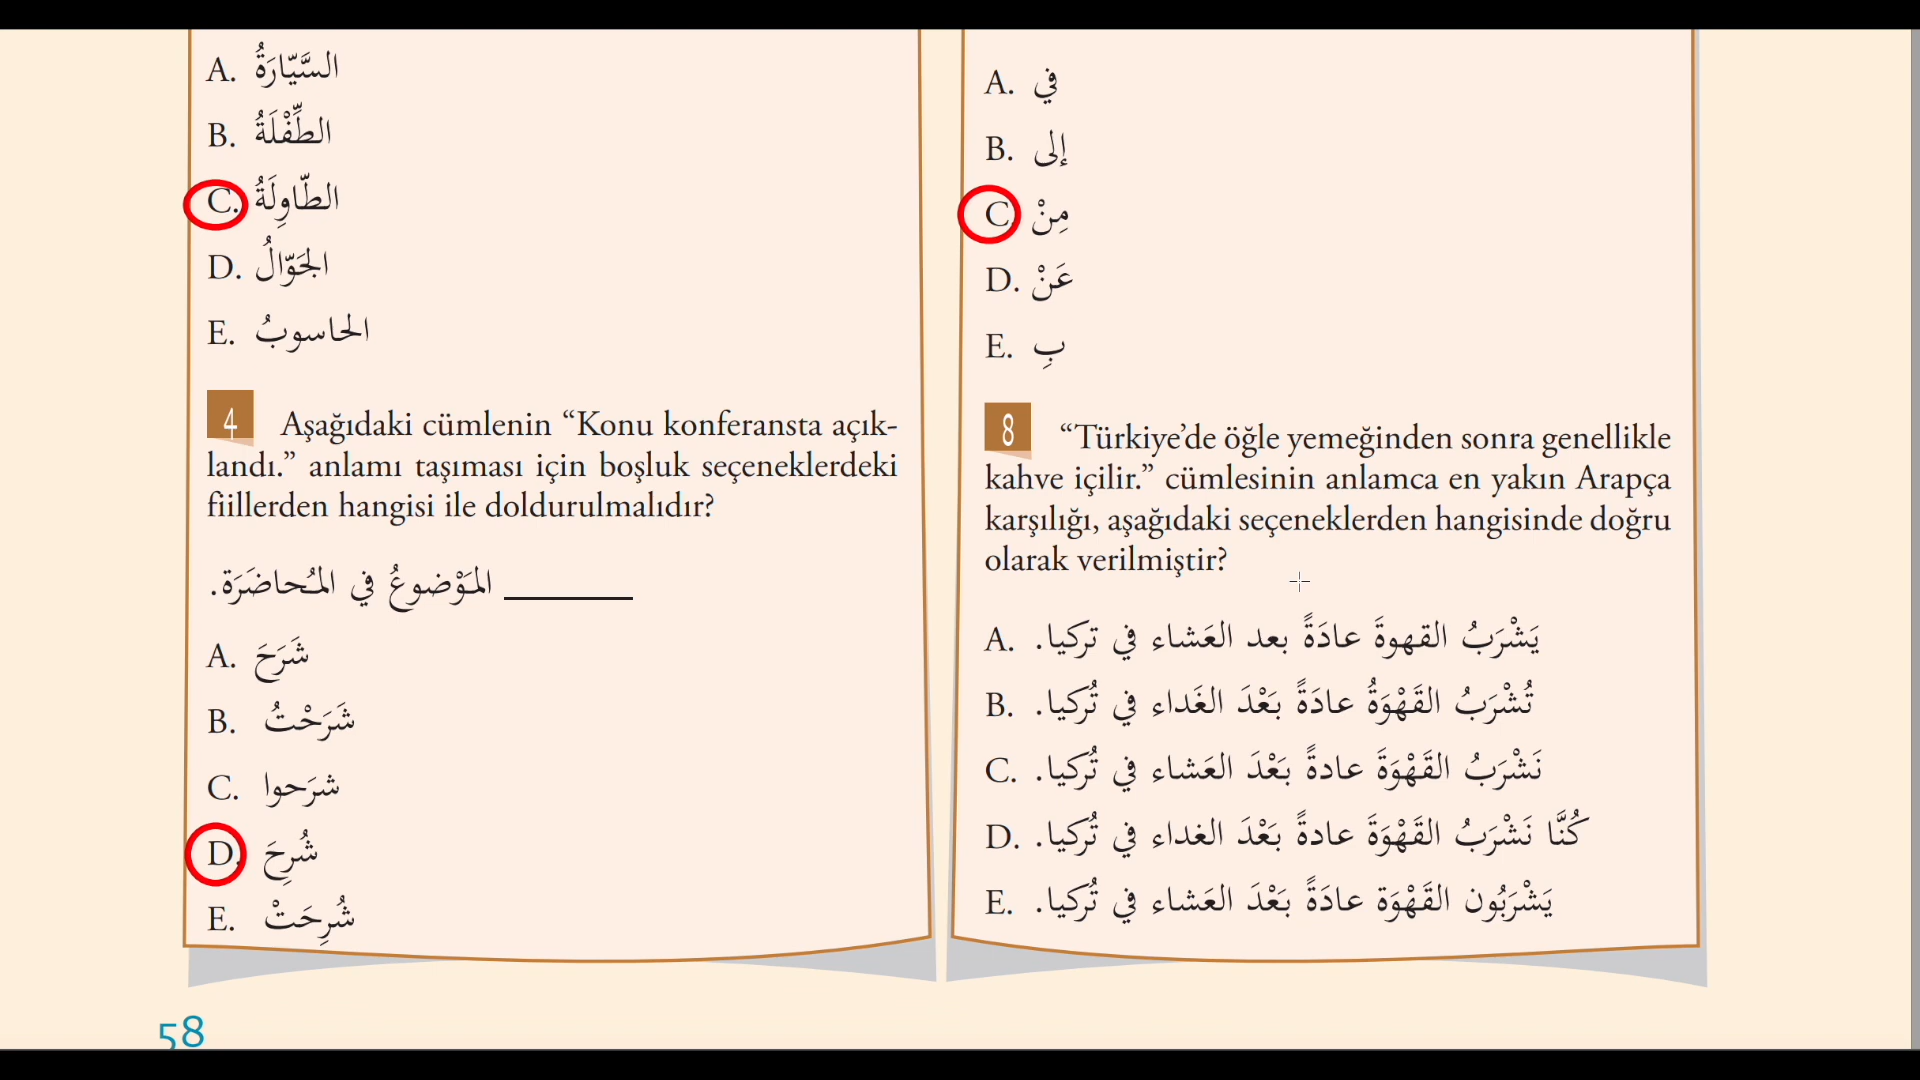 A. السَّيّارَةُ
B. الطِّفْلَةُ
C. الطّاوِلَةُ
D. الجَوّالُ
E. الحاسوبُ
4 Aşağıdaki cümlenin “Konu konferansta açık-
landı.” anlamı taşıması için boşluk seçeneklerdeki
fiillerden hangisi ile doldurulmalıdır?
_______ المَوْضوعُ في المُحاضَرَة.
A. شَرَحَ
B. شَرَحْتُ
C. شرَحوا
D. شُرِحَ
E. شُرِحَتْ
58
A. في
B. إلى
C. مِنْ
D. عَنْ
E. بِ
8 “Türkiye’de öğle yemeğinden sonra genellikle
kahve içilir.” cümlesinin anlamca en yakın Arapça
karşılığı, aşağıdaki seçeneklerden hangisinde doğru
olarak verilmiştir?
A. يَشْرَبُ القهوةَ عادَةً بعد العَشاء في تركيا.
B. تُشْرَبُ القَهْوَةُ عادَةً بَعْدَ الغَداء في تُركيا.
C. نَشْرَبُ القَهْوَةَ عادةً بَعْدَ العَشاء في تُركيا.
D. كُنَّا نَشْرَبُ القَهْوَةَ عادةً بَعْدَ الغداء في تُركيا.
E. يَشْرَبُون القَهْوَة عادَةً بَعْدَ العَشاء في تُركيا.